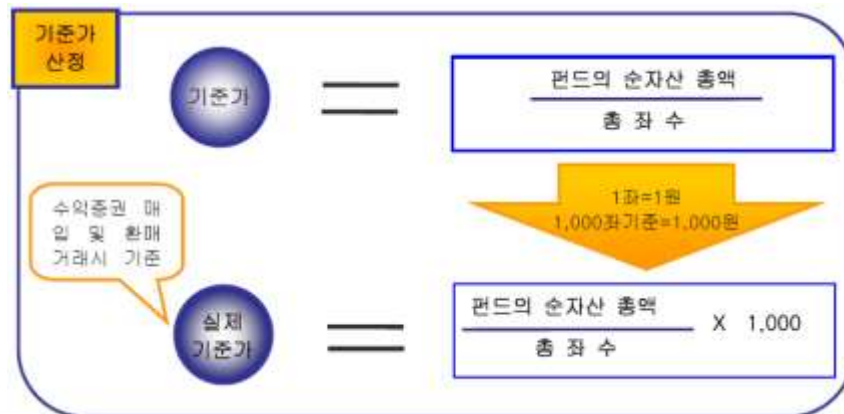 기준가
산정
기준가
펀드의 순자산 총액
총 좌 수
1좌=1원
1,000좌기준=1,000원
수익증권 매
입 및 환매
거래시 기준
실제
기준가
펀드의 순자산 총액
총 좌 수
X 1,000